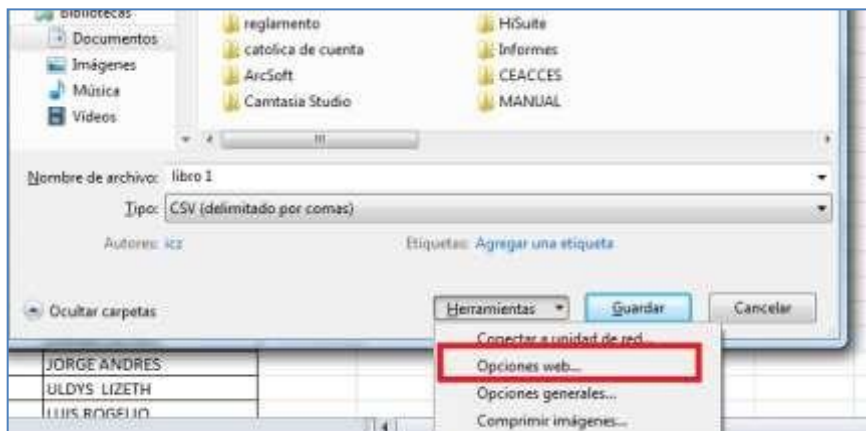 Bibliotecas
Documentos
Imágenes
Música
Vídeos
reglamento
catolica de cuenta
ArcSoft
Camtasia Studio
HiSuite
Informes
CEACCES
MANUAL
Nombre de archivo: libro 1
Tipo: CSV (delimitado por comas)
Autores: icz Etiquetas: Agregar una etiqueta
Ocultar carpetas Herramientas Guardar Cancelar
Conectar a unidad de red...
Opciones web...
Opciones generales...
Comprimir imágenes...
JORGE ANDRES
ULDYS LIZETH
LUIS ROGELIO